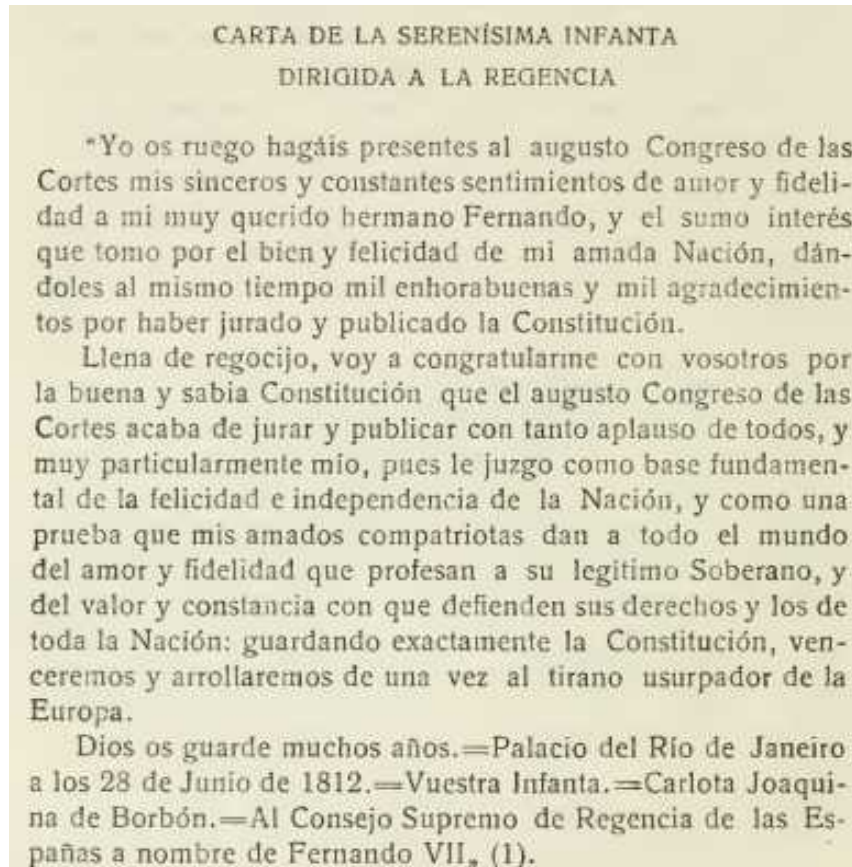 CARTA DE LA SERENÍSIMA INFANTA
DIRIGIDA A LA REGENCIA
"Yo os ruego hagáis presentes al augusto Congreso de las
Cortes mis sinceros y constantes sentimientos de amor y fideli-
dad a mi muy querido hermano Fernando, y el sumo interés
que tomo por el bien y felicidad de mi amada Nación, dán-
doles al mismo tiempo mil enhorabuenas y mil agradecimien-
tos por haber jurado y publicado la Constitución.
Llena de regocijo, voy a congratularme con vosotros por
la buena y sabia Constitución que el augusto Congreso de las
Cortes acaba de jurar y publicar con tanto aplauso de todos, y
muy particularmente mío, pues le juzgo como base fundamen-
tal de la felicidad e independencia de la Nación, y como una
prueba que mis amados compatriotas dan a todo el mundo
del amor y fidelidad que profesan a su legítimo Soberano, y
del valor y constancia con que defienden sus derechos y los de
toda la Nación: guardando exactamente la Constitución, ven-
ceremos y arrollaremos de una vez al tirano usurpador de la
Europa.
Dios os guarde muchos años.=Palacio del Río de Janeiro
a los 28 de Junio de 1812.=Vuestra Infanta.=Carlota Joaqui-
na de Borbón.=Al Consejo Supremo de Regencia de las Es-
pañas a nombre de Fernando VII„ (1).